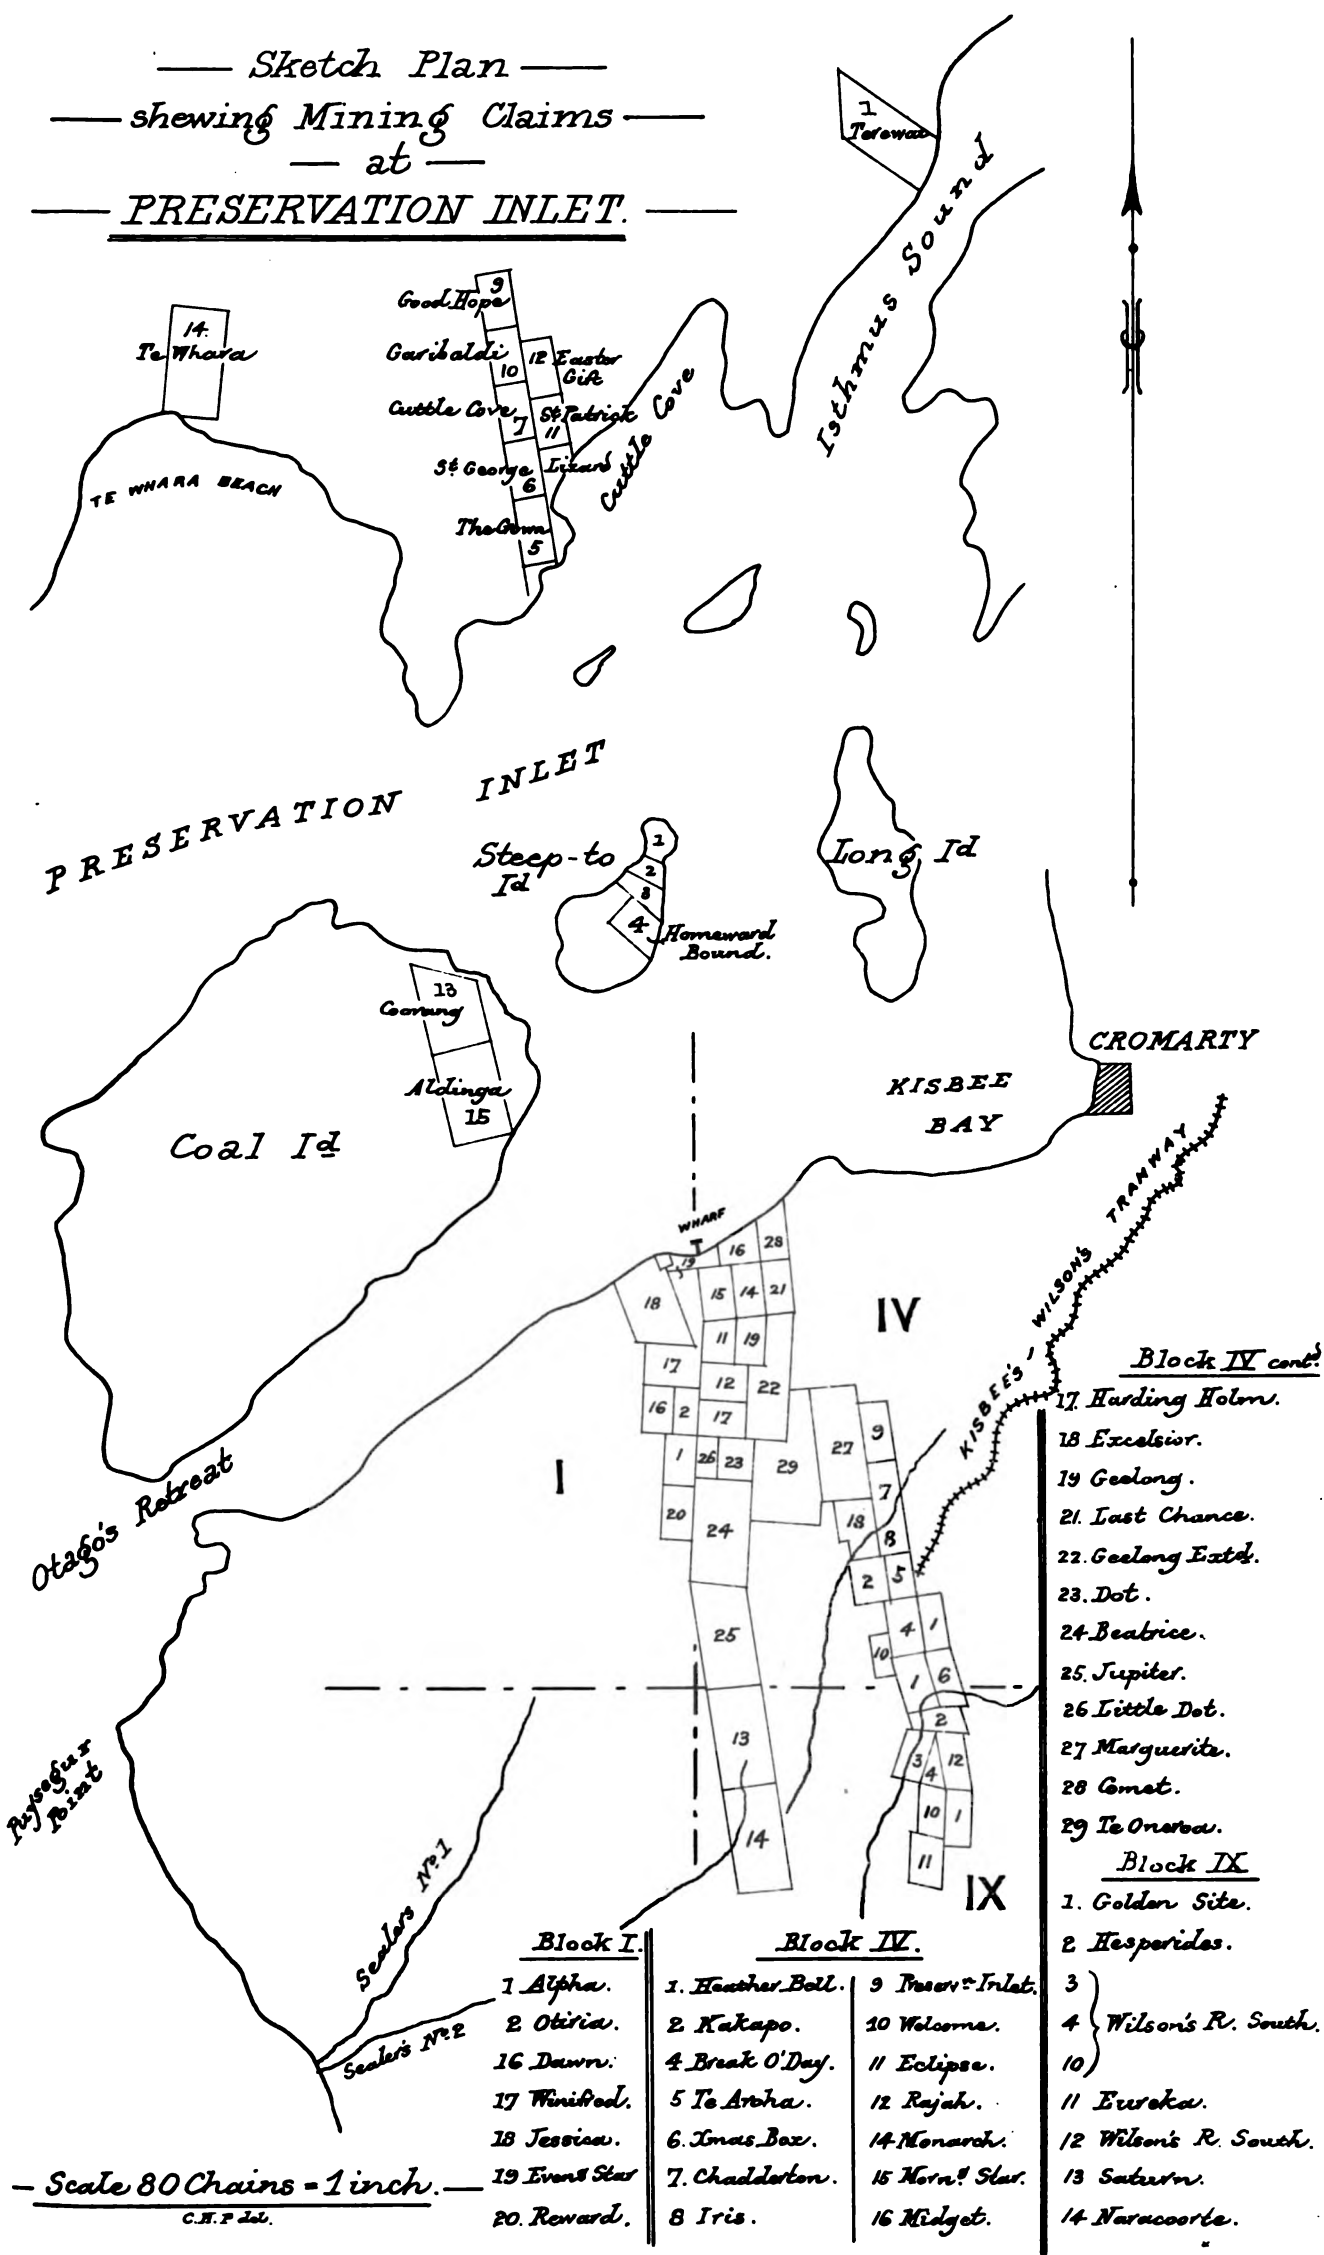 Sketch Plan
shewing Mining Claims
at
PRESERVATION INLET.
1
Terewai
Isthmus Sound
9
Good Hope
14.
Te Whara
Garibaldi
10
12 Easter
Gift
Cuttle Cove
7
St Patrick
11
Cuttle Cove
St George
6
Lizard
TE WHARA BEACH
The Crown
5
PRESERVATION INLET
Steep-to
Id
1
2
3
4
Homeward
Bound.
Long Id
13
Coorong
Aldinga
15
Coal Id
CROMARTY
KISBEE
BAY
KISBEE'S - WILSON'S TRAMWAY
WHARF
16
28
19
18
15
14
21
11
19
17
12
22
16
2
17
1
26
23
29
27
9
7
20
24
18
8
2
5
25
4
1
10
1
6
2
13
3
4
12
10
1
14
11
I
IV
IX
Otago's Retreat
Puysegur
Point
Sealers No. 1
Sealer's No. 2
Block I.
1 Alpha.
2 Otiria.
16 Dawn.
17 Winifred.
18 Jessica.
19 Eveng Star
20. Reward.
Block IV.
1. Heather Bell.
2 Kakapo.
4 Break O'Day.
5 Te Aroha.
6. Xmas Box.
7. Chadderton.
8 Iris.
9 Preservn Inlet.
10 Welcome.
11 Eclipse.
12 Rajah.
14 Monarch.
15 Morng Star.
16 Midget.
Block IV contd
17. Harding Holm.
18 Excelsior.
19 Geelong.
21. Last Chance.
22. Geelong Extd.
23. Dot.
24 Beatrice.
25. Jupiter.
26 Little Dot.
27 Marguerite.
28 Comet.
29 Te Oneroa.
Block IX
1. Golden Site.
2 Hesperides.
3
4 Wilson's R. South.
10
11 Eureka.
12 Wilson's R. South.
13 Saturn.
14 Naracoorte.
Scale 80 Chains = 1 inch.
C.H.P del.